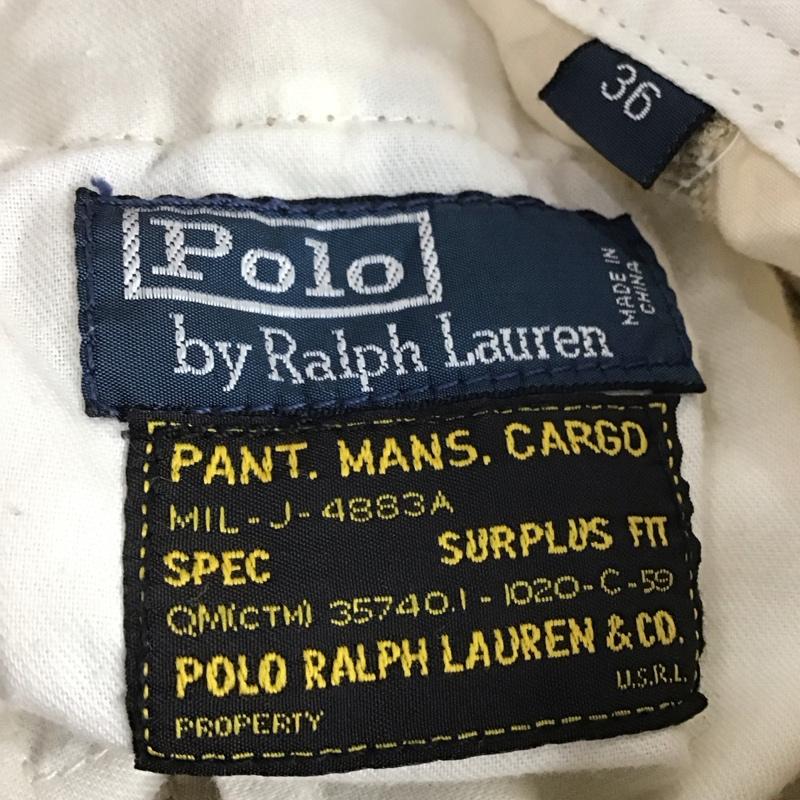 36
Polo
by Ralph Lauren
MADE IN
CHINA
PANT. MANS. CARGO
MIL-J-4883A
SPEC SURPLUS FIT
QM(CTM) 35740.1-1020-C-59
POLO RALPH LAUREN & CO.
U.S.R.L.
PROPERTY